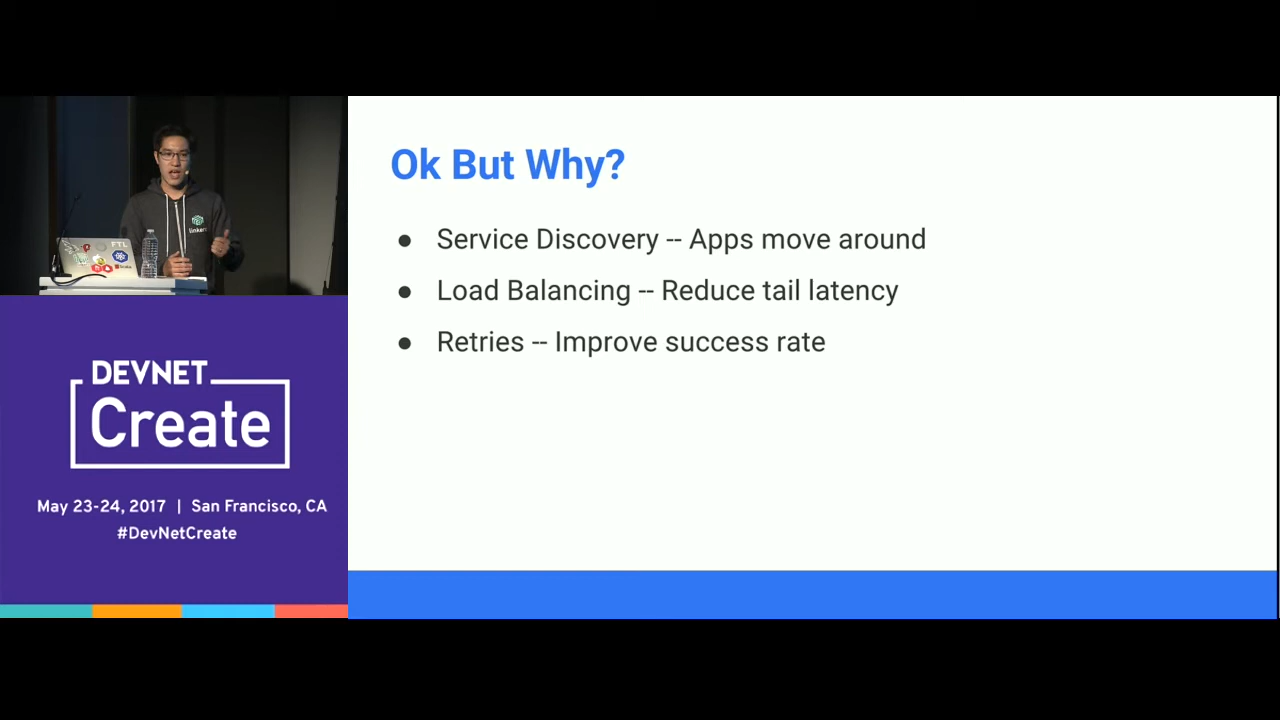 Ok But Why?
● Service Discovery -- Apps move around
● Load Balancing -- Reduce tail latency
● Retries -- Improve success rate
FTL
DEVNET
Create
May 23-24, 2017 | San Francisco, CA
#DevNetCreate